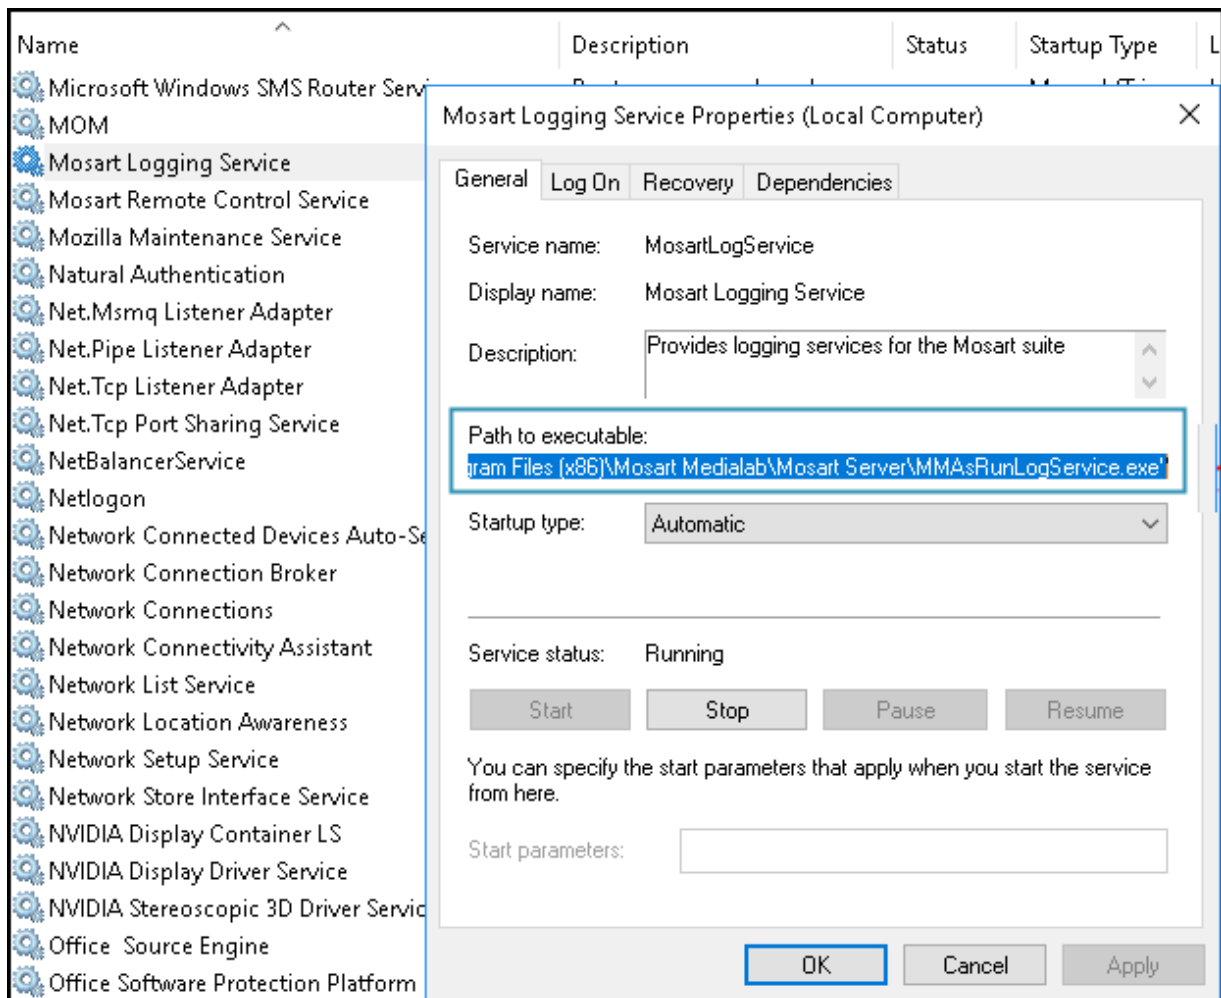 Name Description Status Startup Type L
Microsoft Windows SMS Router Servi
MOM
Mosart Logging Service
Mosart Remote Control Service
Mozilla Maintenance Service
Natural Authentication
Net.Msmq Listener Adapter
Net.Pipe Listener Adapter
Net.Tcp Listener Adapter
Net.Tcp Port Sharing Service
NetBalancerService
Netlogon
Network Connected Devices Auto-Se
Network Connection Broker
Network Connections
Network Connectivity Assistant
Network List Service
Network Location Awareness
Network Setup Service
Network Store Interface Service
NVIDIA Display Container LS
NVIDIA Display Driver Service
NVIDIA Stereoscopic 3D Driver Servic
Office  Source Engine
Office Software Protection Platform
Mosart Logging Service Properties (Local Computer)
General Log On Recovery Dependencies
Service name: MosartLogService
Display name: Mosart Logging Service
Description: Provides logging services for the Mosart suite
Path to executable:
gram Files (x86)\Mosart Medialab\Mosart Server\MMAsRunLogService.exe"
Startup type: Automatic
Service status: Running
Start Stop Pause Resume
You can specify the start parameters that apply when you start the service
from here.
Start parameters:
OK Cancel Apply